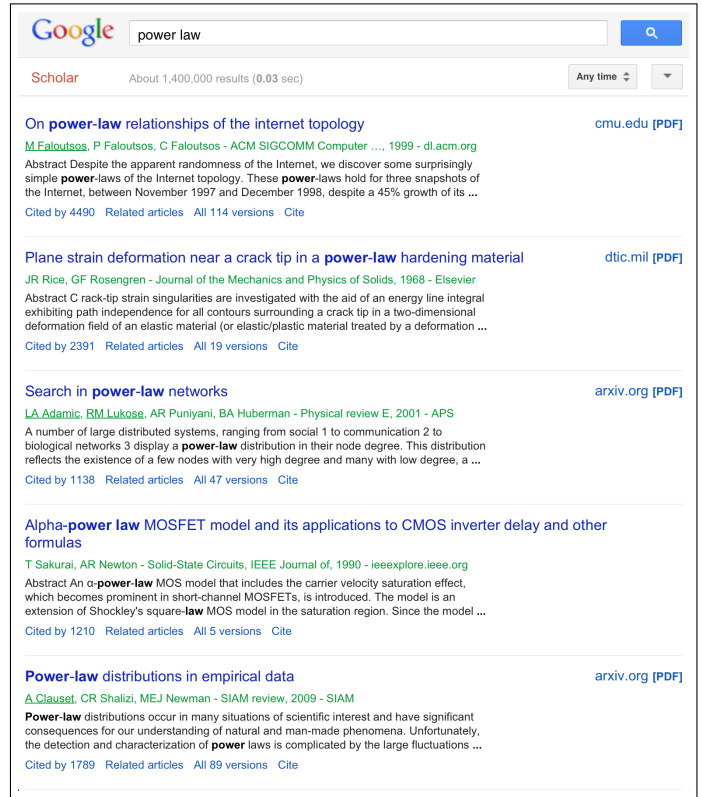 Google power law
Scholar About 1,400,000 results (0.03 sec) Any time
On power-law relationships of the internet topology cmu.edu [PDF]
M Faloutsos, P Faloutsos, C Faloutsos - ACM SIGCOMM Computer ..., 1999 - dl.acm.org
Abstract Despite the apparent randomness of the Internet, we discover some surprisingly
simple power-laws of the Internet topology. These power-laws hold for three snapshots of
the Internet, between November 1997 and December 1998, despite a 45% growth of its ...
Cited by 4490 Related articles All 114 versions Cite
Plane strain deformation near a crack tip in a power-law hardening material dtic.mil [PDF]
JR Rice, GF Rosengren - Journal of the Mechanics and Physics of Solids, 1968 - Elsevier
Abstract C rack-tip strain singularities are investigated with the aid of an energy line integral
exhibiting path independence for all contours surrounding a crack tip in a two-dimensional
deformation field of an elastic material (or elastic/plastic material treated by a deformation ...
Cited by 2391 Related articles All 19 versions Cite
Search in power-law networks arxiv.org [PDF]
LA Adamic, RM Lukose, AR Puniyani, BA Huberman - Physical review E, 2001 - APS
A number of large distributed systems, ranging from social 1 to communication 2 to
biological networks 3 display a power-law distribution in their node degree. This distribution
reflects the existence of a few nodes with very high degree and many with low degree, a ...
Cited by 1138 Related articles All 47 versions Cite
Alpha-power law MOSFET model and its applications to CMOS inverter delay and other
formulas
T Sakurai, AR Newton - Solid-State Circuits, IEEE Journal of, 1990 - ieeexplore.ieee.org
Abstract An α-power-law MOS model that includes the carrier velocity saturation effect,
which becomes prominent in short-channel MOSFETs, is introduced. The model is an
extension of Shockley's square-law MOS model in the saturation region. Since the model ...
Cited by 1210 Related articles All 5 versions Cite
Power-law distributions in empirical data arxiv.org [PDF]
A Clauset, CR Shalizi, MEJ Newman - SIAM review, 2009 - SIAM
Power-law distributions occur in many situations of scientific interest and have significant
consequences for our understanding of natural and man-made phenomena. Unfortunately,
the detection and characterization of power laws is complicated by the large fluctuations ...
Cited by 1789 Related articles All 89 versions Cite